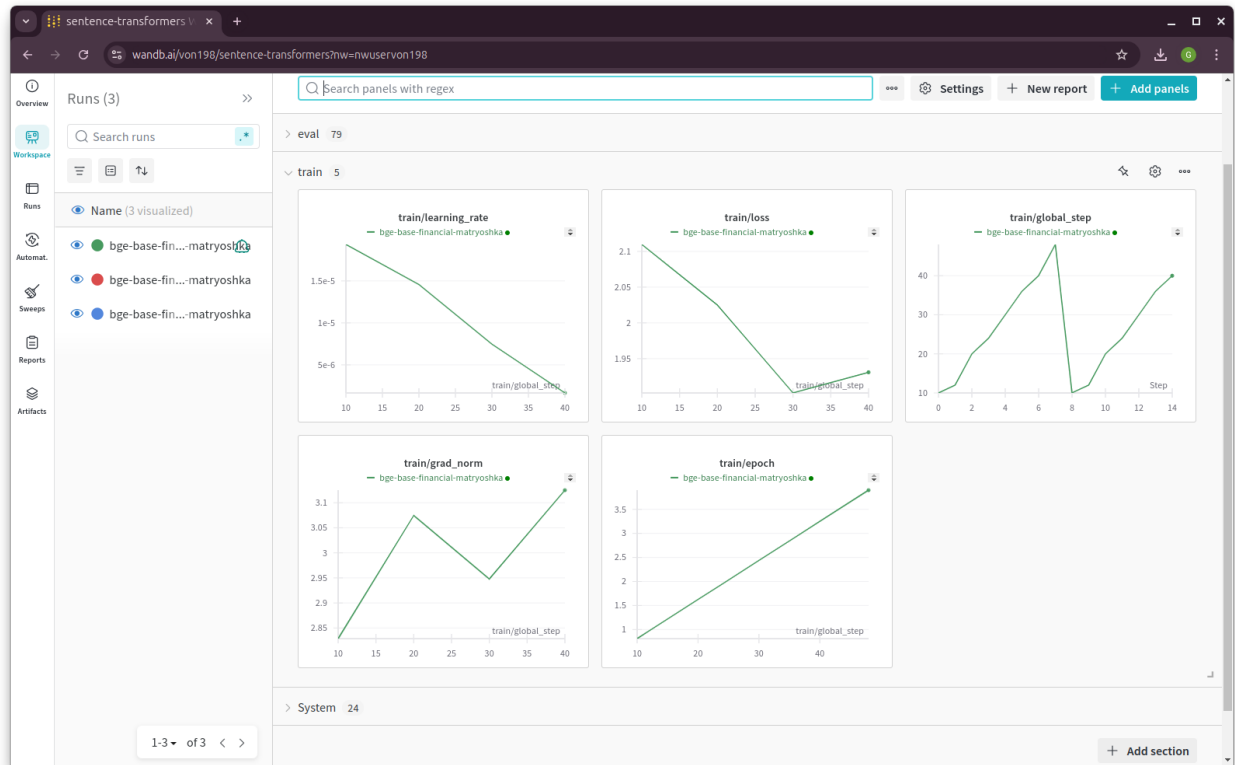 sentence-transformers W
wandb.ai/von198/sentence-transformers?nw=nwuservon198
G
Overview
Workspace
Runs
Automat.
Sweeps
Reports
Artifacts
Runs (3)
Search runs
.*
Name (3 visualized)
bge-base-fin...-matryoshka
bge-base-fin...-matryoshka
bge-base-fin...-matryoshka
1-3 of 3
Search panels with regex
Settings
+ New report
+ Add panels
eval 79
train 5
train/learning_rate
bge-base-financial-matryoshka
1.5e-5
1e-5
5e-6
train/global_step
10 15 20 25 30 35 40
train/loss
bge-base-financial-matryoshka
2.1
2.05
2
1.95
train/global_step
10 15 20 25 30 35 40
train/global_step
bge-base-financial-matryoshka
40
30
20
10
Step
0 2 4 6 8 10 12 14
train/grad_norm
bge-base-financial-matryoshka
3.1
3.05
3
2.95
2.9
2.85
train/global_step
10 15 20 25 30 35 40
train/epoch
bge-base-financial-matryoshka
3.5
3
2.5
2
1.5
1
train/global_step
10 20 30 40
System 24
+ Add section